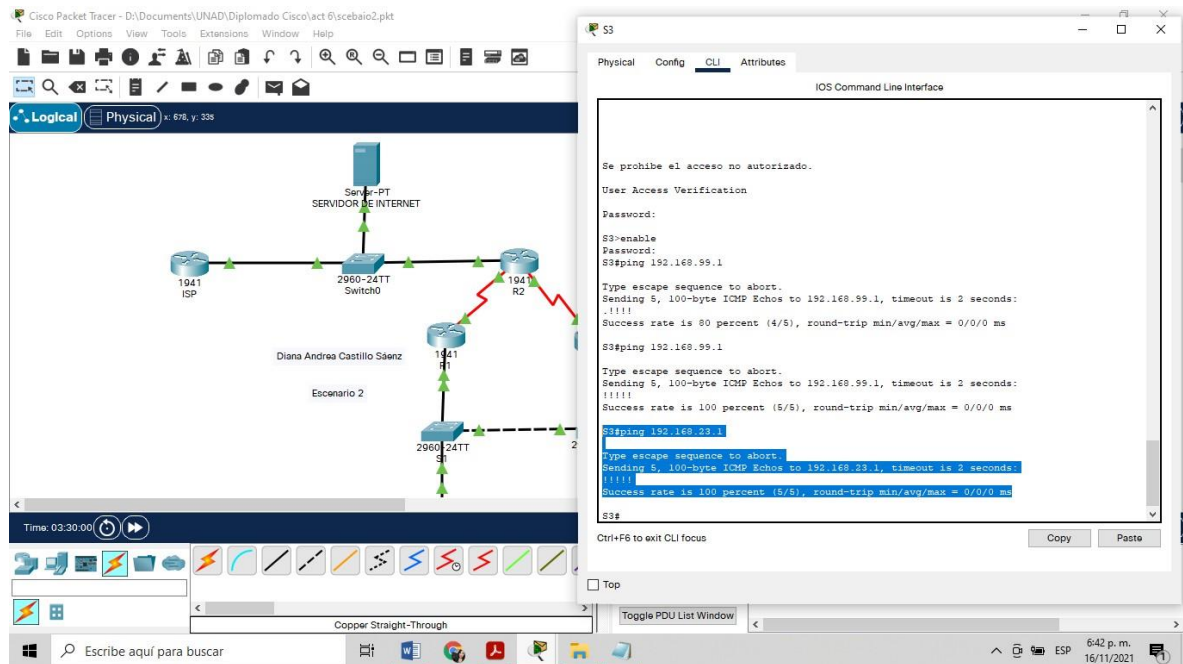 Cisco Packet Tracer - D:\Documents\UNAD\Diplomado Cisco\act 6\scebaio2.pkt
File Edit Options View Tools Extensions Window Help
Logical Physical x: 678, y: 335
Server-PT
SERVIDOR DE INTERNET
1941
ISP
2960-24TT
Switch0
1941
R2
1941
R1
Diana Andrea Castillo Sáenz
Escenario 2
2960-24TT
S1
2
Time: 03:30:00
Copper Straight-Through
S3
Physical Config CLI Attributes
IOS Command Line Interface
Se prohibe el acceso no autorizado.
User Access Verification
Password:
S3>enable
Password:
S3#ping 192.168.99.1
Type escape sequence to abort.
Sending 5, 100-byte ICMP Echos to 192.168.99.1, timeout is 2 seconds:
.!!!!
Success rate is 80 percent (4/5), round-trip min/avg/max = 0/0/0 ms
S3#ping 192.168.99.1
Type escape sequence to abort.
Sending 5, 100-byte ICMP Echos to 192.168.99.1, timeout is 2 seconds:
!!!!!
Success rate is 100 percent (5/5), round-trip min/avg/max = 0/0/0 ms
S3#ping 192.168.23.1
Type escape sequence to abort.
Sending 5, 100-byte ICMP Echos to 192.168.23.1, timeout is 2 seconds:
!!!!!
Success rate is 100 percent (5/5), round-trip min/avg/max = 0/0/0 ms
S3#
Ctrl+F6 to exit CLI focus
Copy Paste
Top
Toggle PDU List Window
Escribe aquí para buscar
ESP
6:42 p. m.
16/11/2021